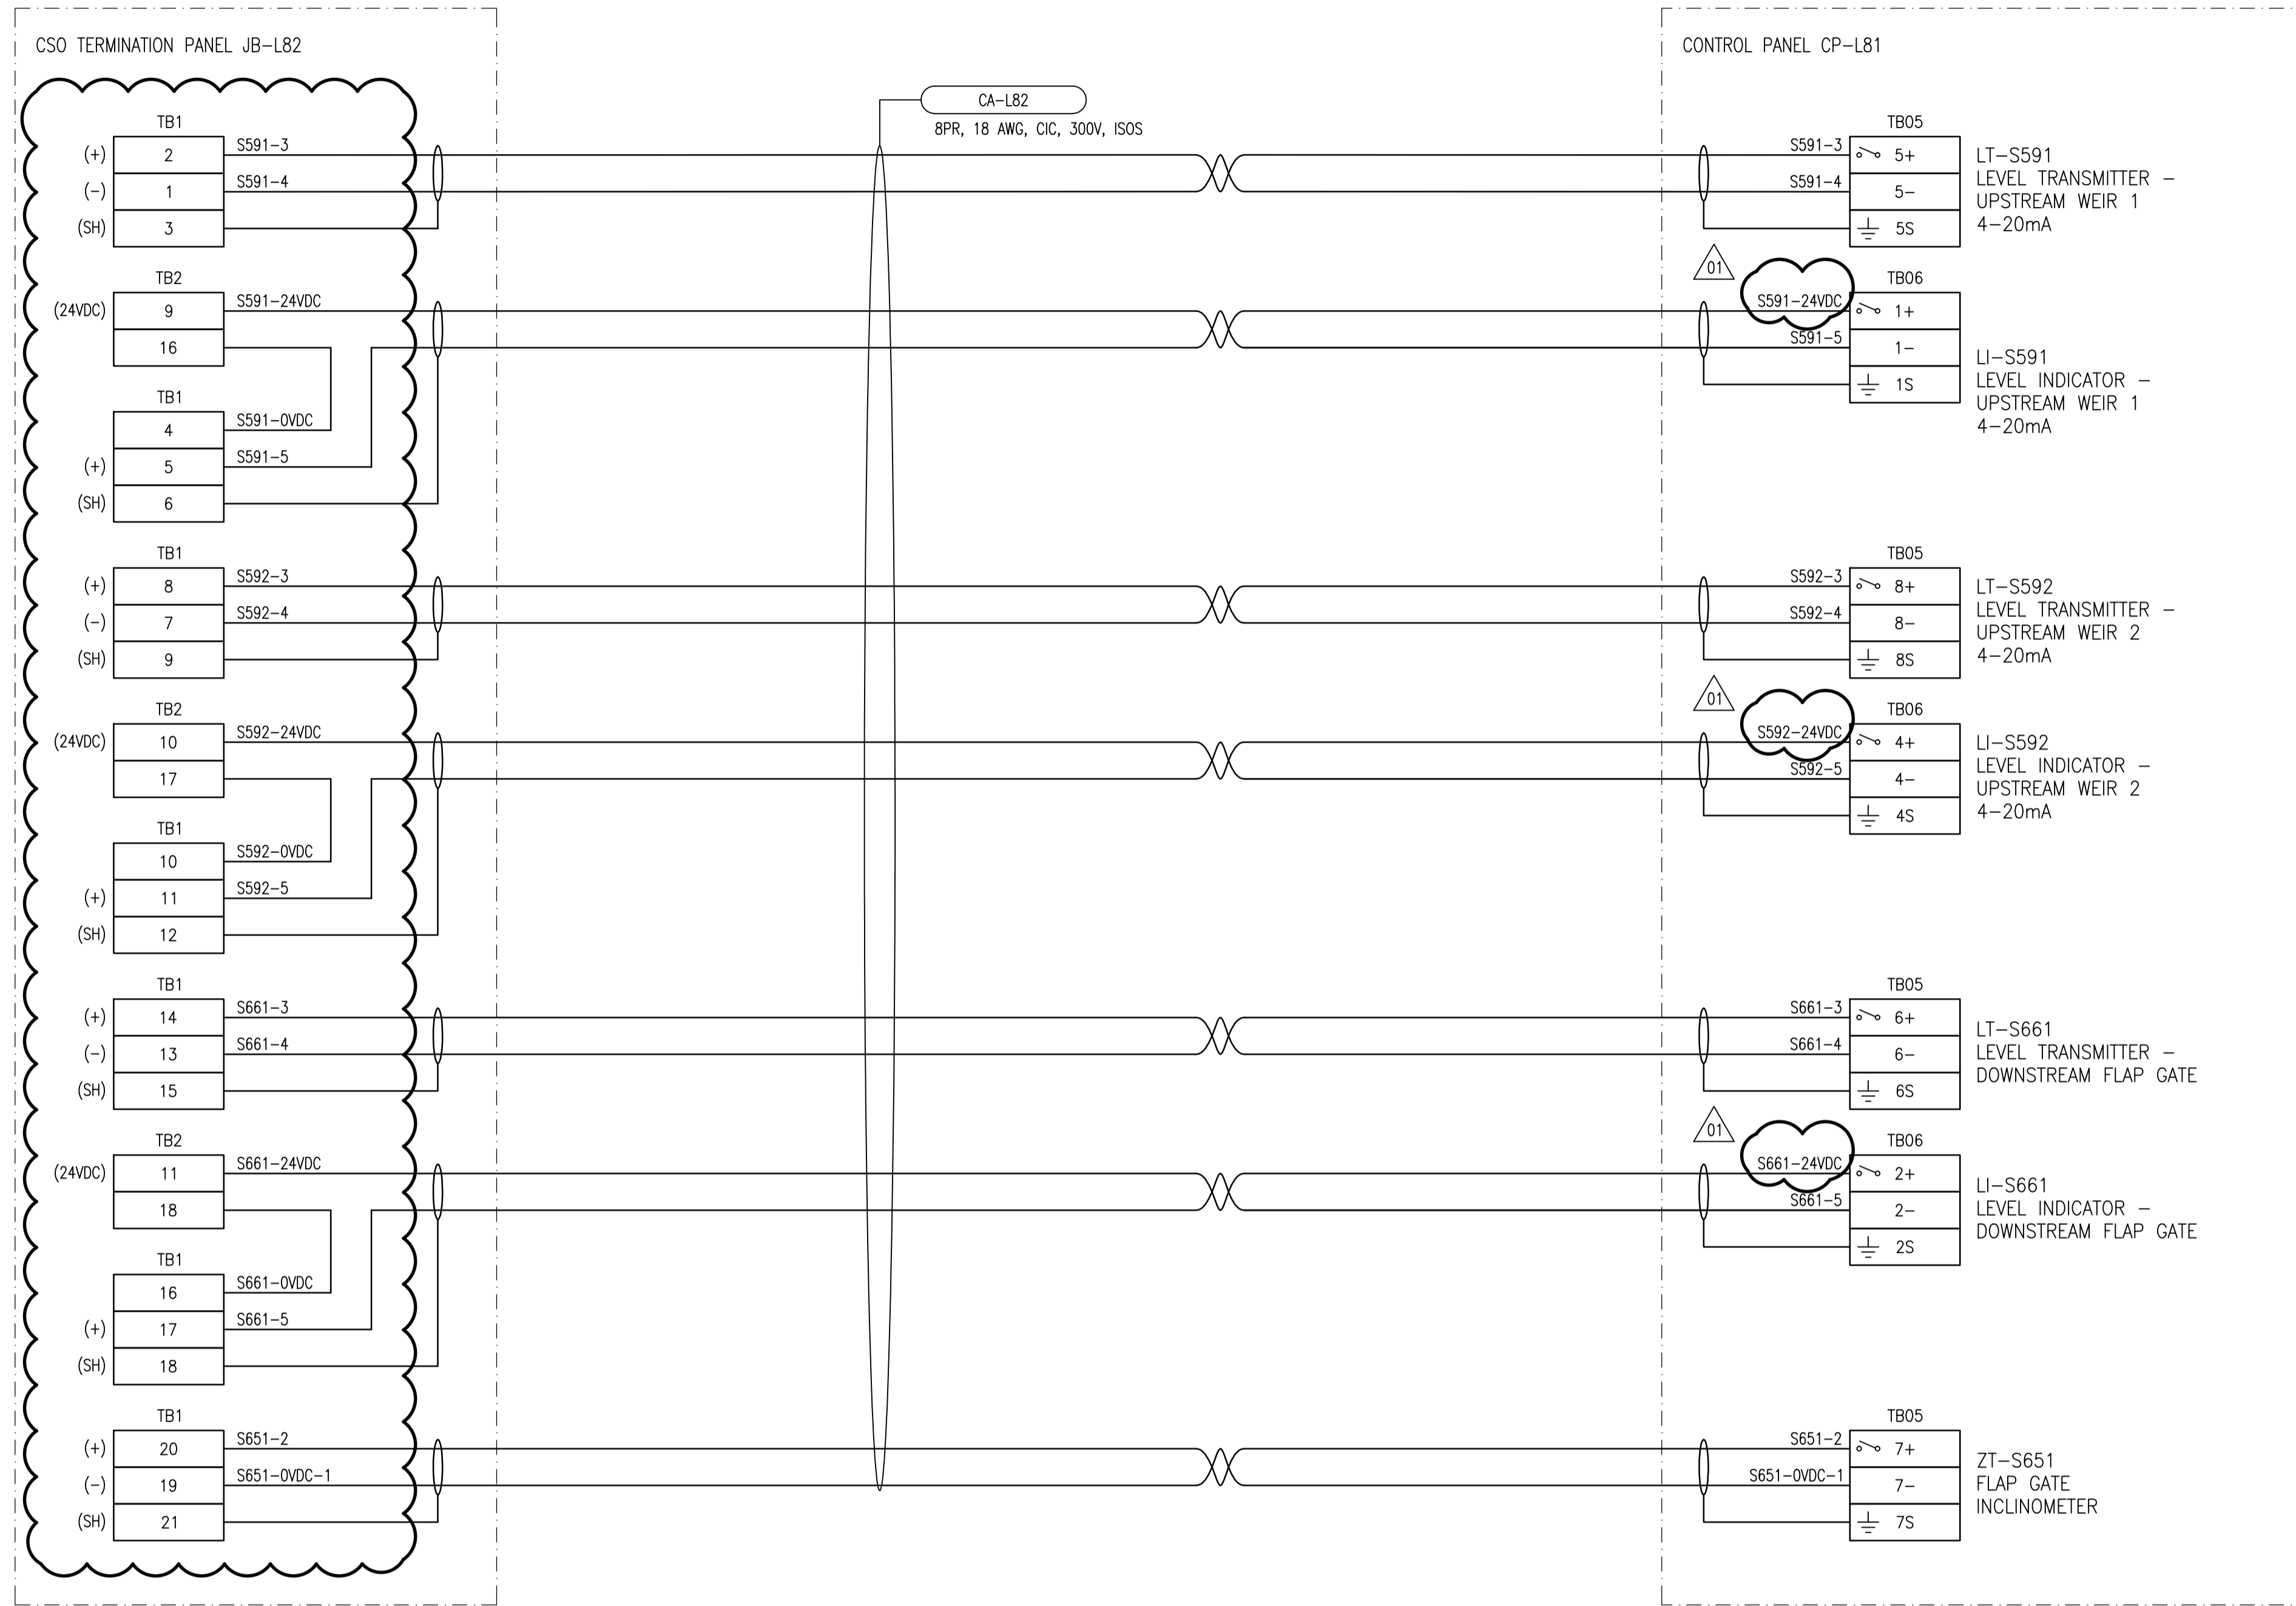 CSO TERMINATION PANEL JB-L82
CONTROL PANEL CP-L81
CA-L82
8PR, 18 AWG, CIC, 300V, ISOS
TB1
(+) 2 S591-3
(-) 1 S591-4
(SH) 3
TB05
S591-3 5+
S591-4 5-
5S
LT-S591
LEVEL TRANSMITTER -
UPSTREAM WEIR 1
4-20mA
TB2
(24VDC) 9 S591-24VDC
16
TB1
4 S591-0VDC
(+) 5 S591-5
(SH) 6
01
TB06
S591-24VDC 1+
S591-5 1-
1S
LI-S591
LEVEL INDICATOR -
UPSTREAM WEIR 1
4-20mA
TB1
(+) 8 S592-3
(-) 7 S592-4
(SH) 9
TB05
S592-3 8+
S592-4 8-
8S
LT-S592
LEVEL TRANSMITTER -
UPSTREAM WEIR 2
4-20mA
TB2
(24VDC) 10 S592-24VDC
17
TB1
10 S592-0VDC
(+) 11 S592-5
(SH) 12
01
TB06
S592-24VDC 4+
S592-5 4-
4S
LI-S592
LEVEL INDICATOR -
UPSTREAM WEIR 2
4-20mA
TB1
(+) 14 S661-3
(-) 13 S661-4
(SH) 15
TB05
S661-3 6+
S661-4 6-
6S
LT-S661
LEVEL TRANSMITTER -
DOWNSTREAM FLAP GATE
TB2
(24VDC) 11 S661-24VDC
18
TB1
16 S661-0VDC
(+) 17 S661-5
(SH) 18
01
TB06
S661-24VDC 2+
S661-5 2-
2S
LI-S661
LEVEL INDICATOR -
DOWNSTREAM FLAP GATE
TB1
(+) 20 S651-2
(-) 19 S651-0VDC-1
(SH) 21
TB05
S651-2 7+
S651-0VDC-1 7-
7S
ZT-S651
FLAP GATE
INCLINOMETER